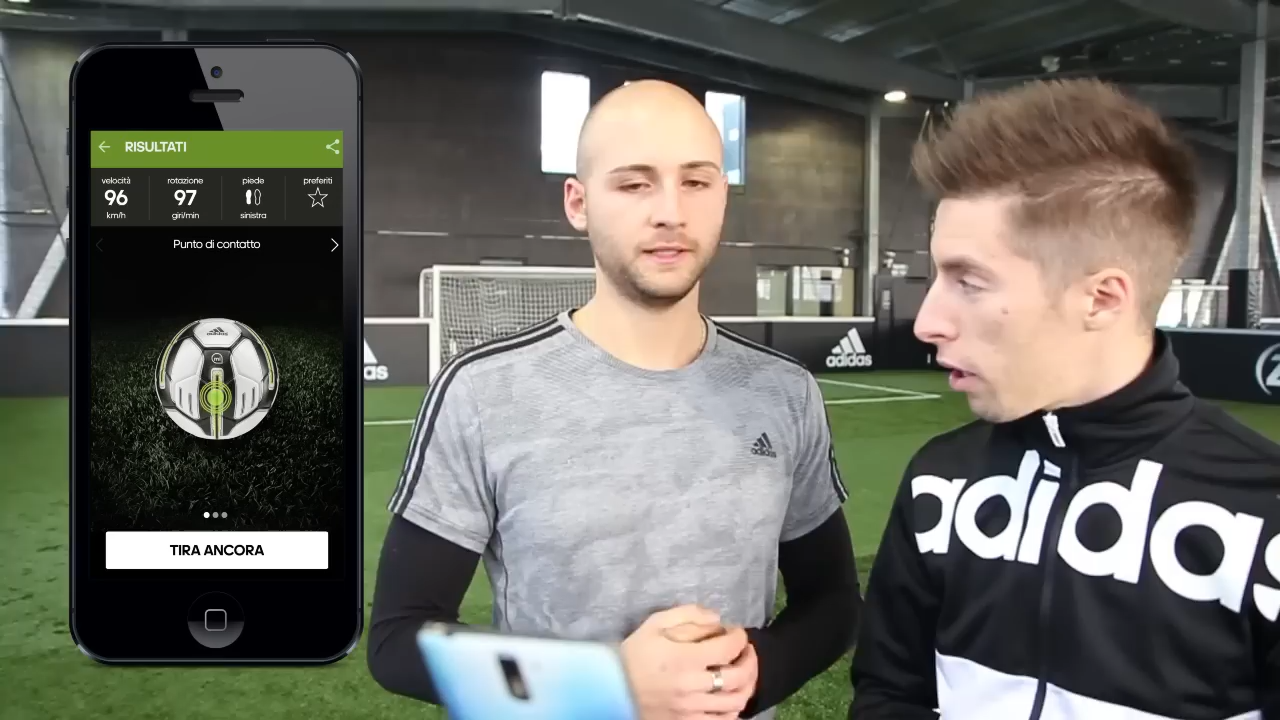 RISULTATI
velocità rotazione piede preferiti
96 97
km/h giri/min sinistra
Punto di contatto
adidas
TIRA ANCORA
adidas
adidas
adidas